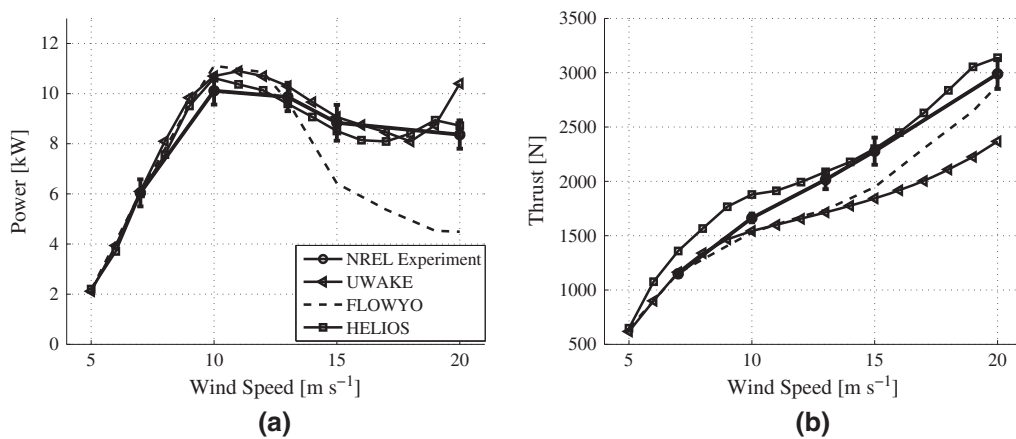 12
10
8
6
4
2
0
Power [kW]
5
10
15
20
Wind Speed [m s⁻¹]
NREL Experiment
UWAKE
FLOWYO
HELIOS
(a)
3500
3000
2500
2000
1500
1000
500
Thrust [N]
5
10
15
20
Wind Speed [m s⁻¹]
(b)